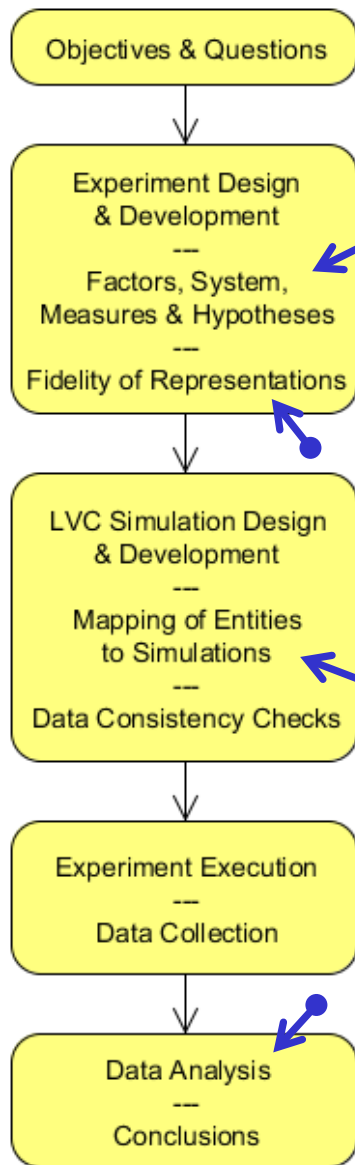 Objectives & Questions
Experiment Design
& Development
---
Factors, System,
Measures & Hypotheses
---
Fidelity of Representations
LVC Simulation Design
& Development
---
Mapping of Entities
to Simulations
---
Data Consistency Checks
Experiment Execution
---
Data Collection
Data Analysis
---
Conclusions